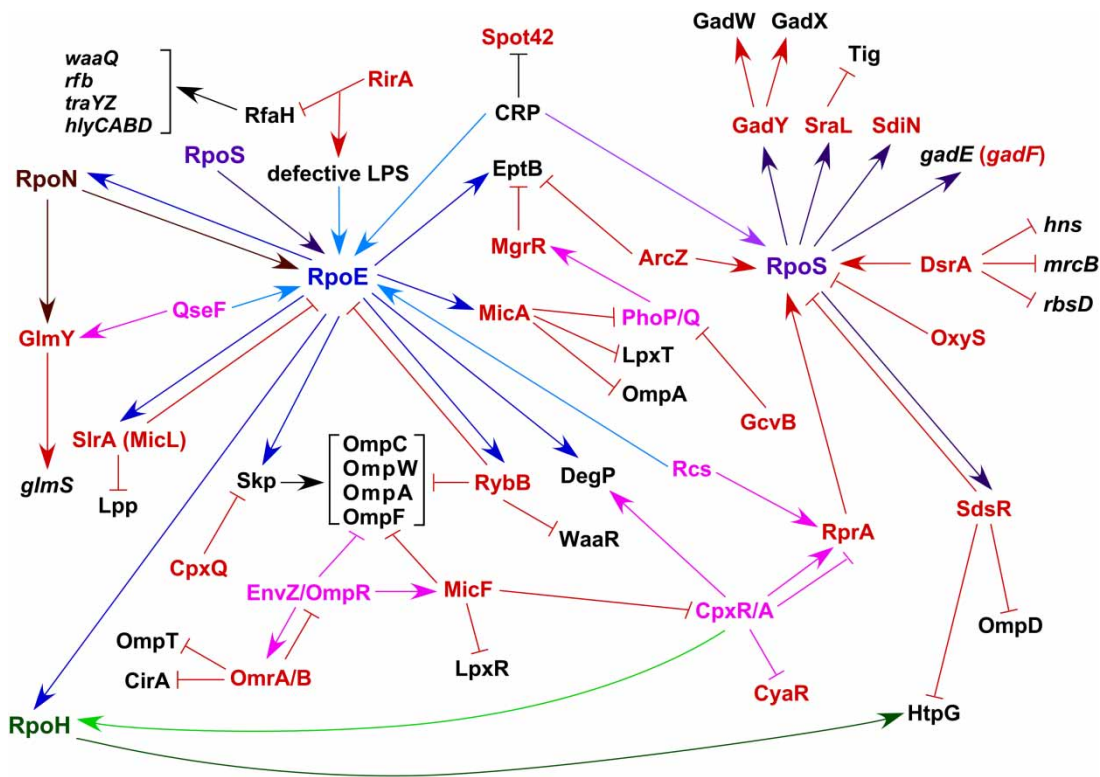 GadW GadX
Spot42
Tig
waaQ
rfb
traYZ
hlyCABD
RirA
RfaH
CRP
GadY SraL SdiN
RpoS
gadE (gadF)
RpoN
defective LPS
EptB
hns
MgrR
ArcZ
RpoS
DsrA
mrcB
RpoE
rbsD
QseF
MicA
PhoP/Q
GlmY
OxyS
LpxT
OmpA
GcvB
SlrA (MicL)
OmpC
OmpW
OmpA
OmpF
Rcs
glmS
Skp
RybB
DegP
Lpp
SdsR
WaaR
RprA
CpxQ
EnvZ/OmpR
MicF
CpxR/A
OmpD
OmpT
LpxR
CirA
OmrA/B
CyaR
RpoH
HtpG